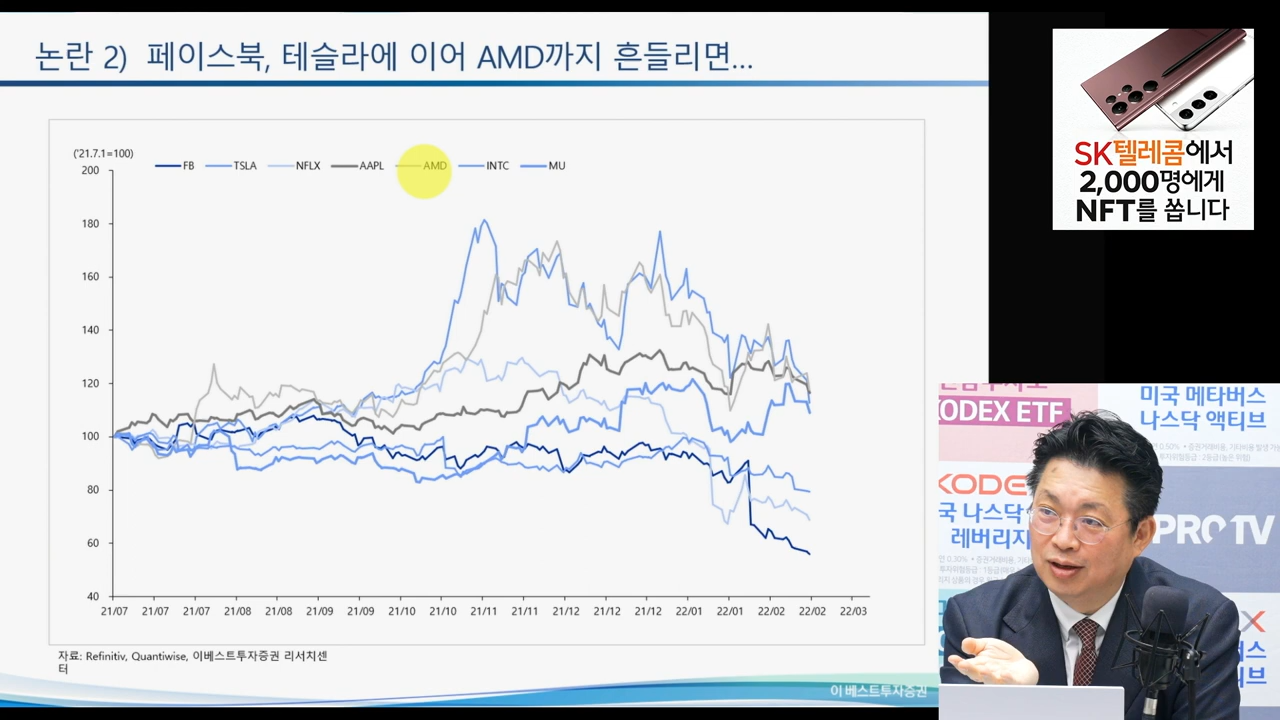 논란 2) 페이스북, 테슬라에 이어 AMD까지 흔들리면...
('21.7.1=100)
FB TSLA NFLX AAPL AMD INTC MU
200
180
160
140
120
100
80
60
40
21/07 21/07 21/07 21/08 21/08 21/09 21/09 21/10 21/10 21/11 21/11 21/12 21/12 21/12 22/01 22/01 22/02 22/02 22/03
자료: Refinitiv, Quantiwise, 이베스트투자증권 리서치센
터
이베스트투자증권
SK텔레콤에서
2,000명에게
NFT를 쏩니다
ODEX ETF
미국 메타버스
나스닥 액티브
KODE
국 나스닥
레버리지
PRO TV